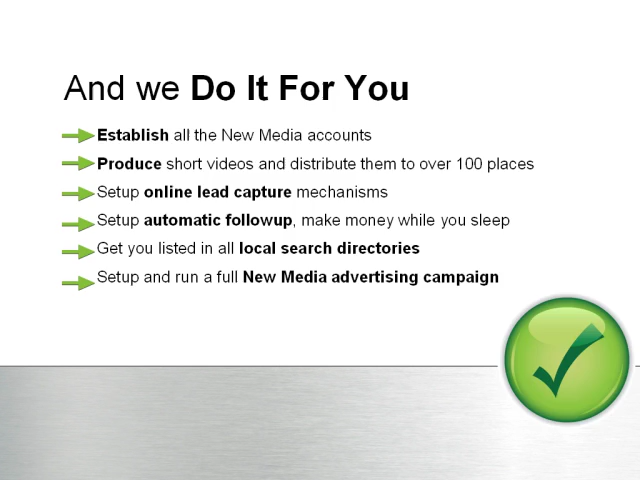 And we Do It For You
Establish all the New Media accounts
Produce short videos and distribute them to over 100 places
Setup online lead capture mechanisms
Setup automatic followup, make money while you sleep
Get you listed in all local search directories
Setup and run a full New Media advertising campaign